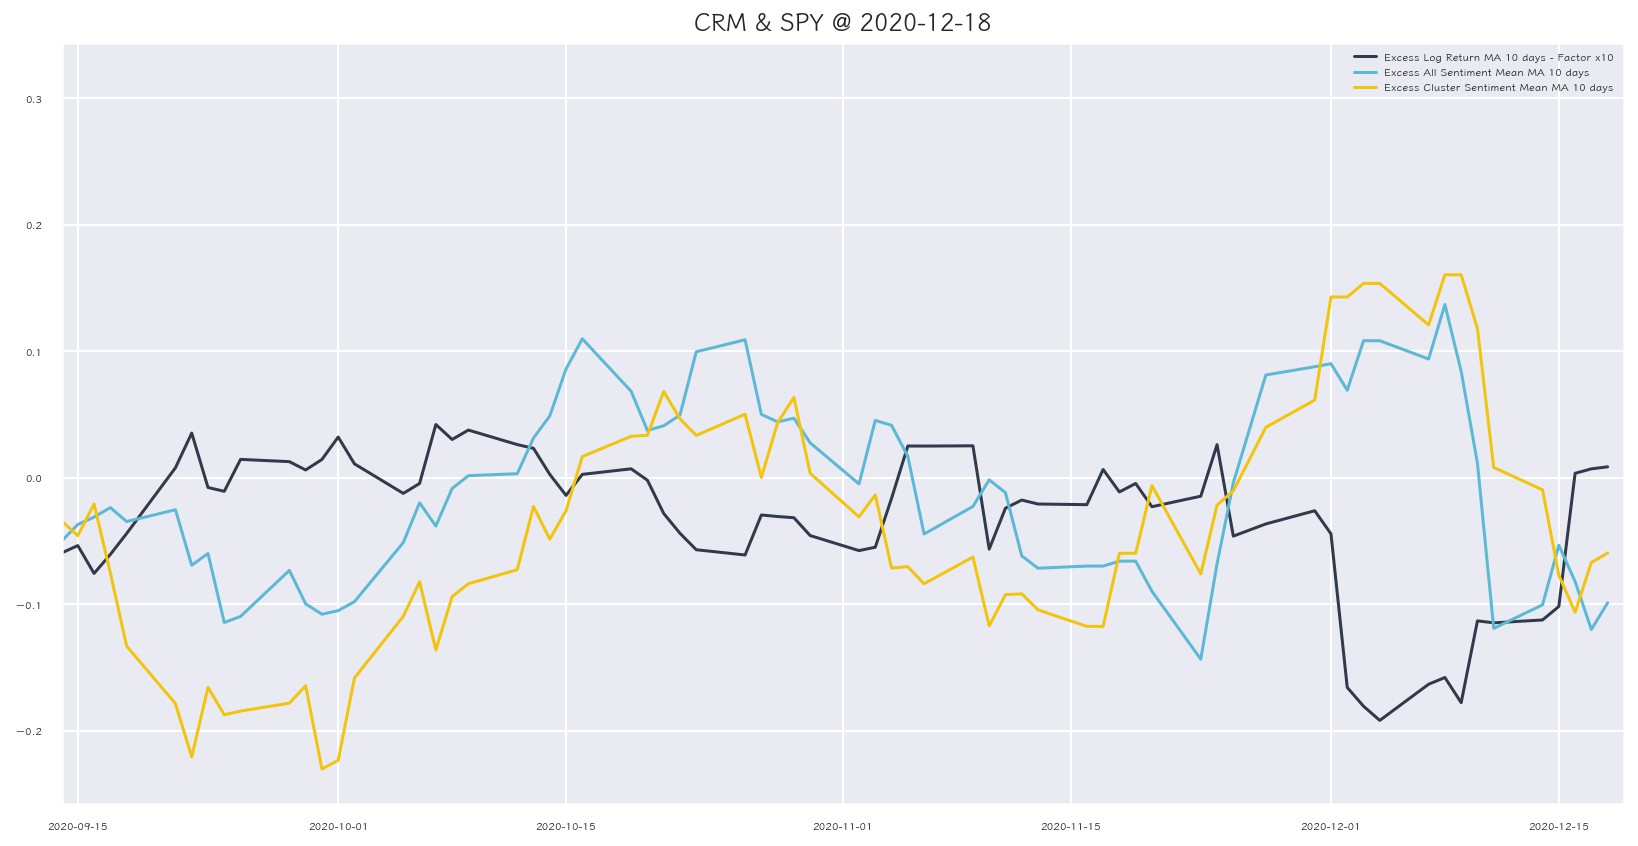 CRM & SPY @ 2020-12-18
Excess Log Return MA 10 days - Factor x10
Excess All Sentiment Mean MA 10 days
Excess Cluster Sentiment Mean MA 10 days
0.3
0.2
0.1
0.0
−0.1
−0.2
2020-09-15 2020-10-01 2020-10-15 2020-11-01 2020-11-15 2020-12-01 2020-12-15